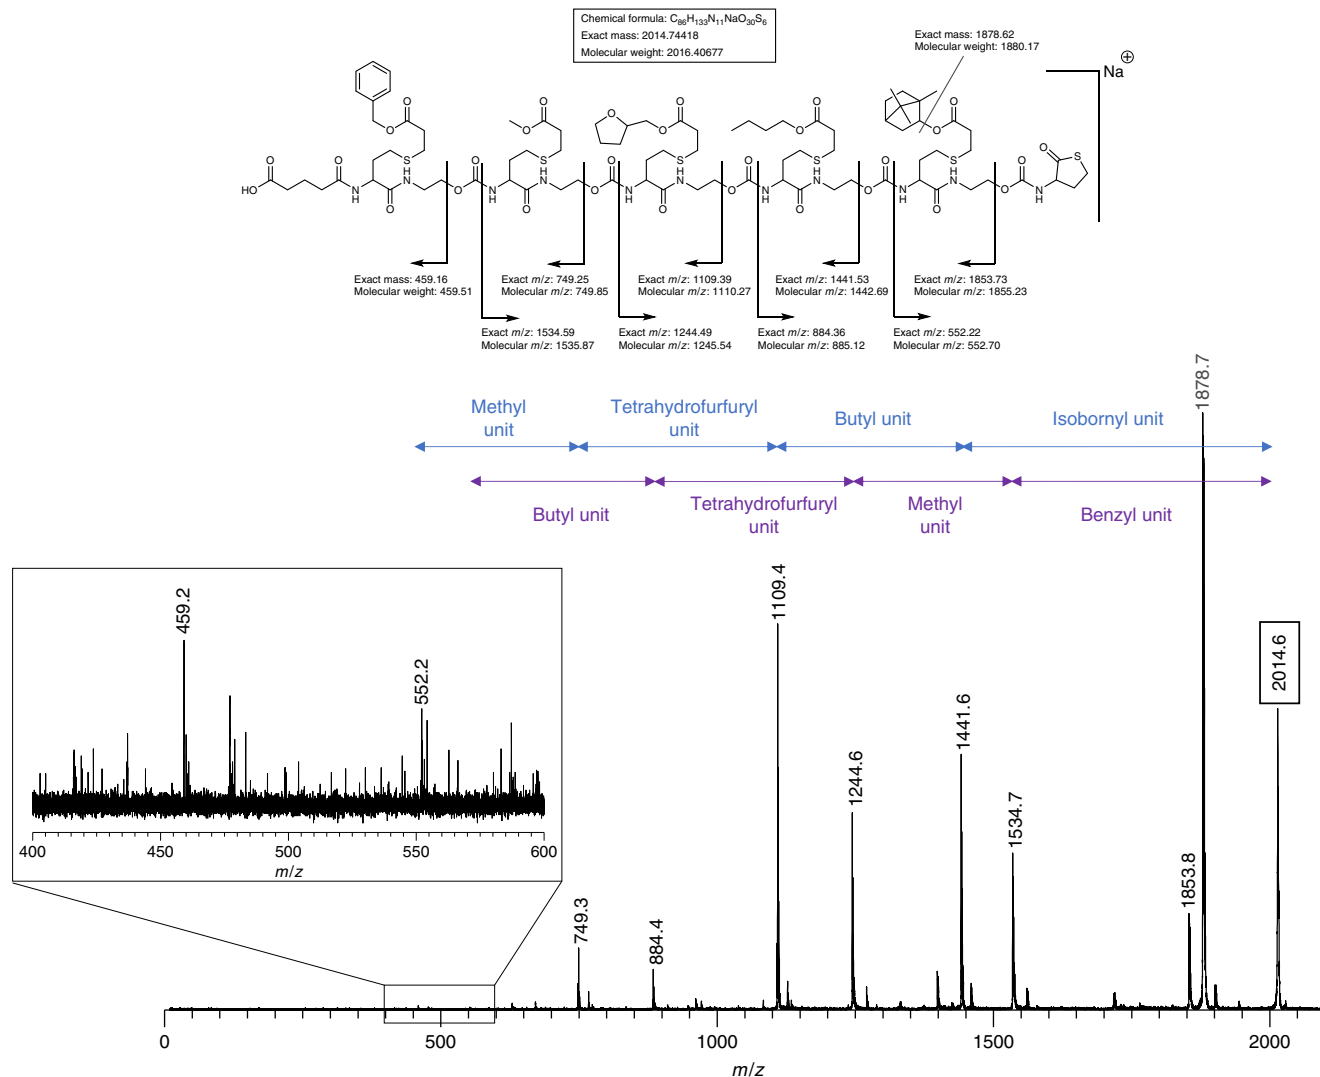 Chemical formula: C86H133N11NaO30S6
Exact mass: 2014.74418
Molecular weight: 2016.40677
Exact mass: 1878.62
Molecular weight: 1880.17
Na⊕
O
O
O
O
O
O
O
O
O
O
O
S
S
S
S
S
HO
O
O
N
H
O
H
N
O
O
N
H
O
H
N
O
O
N
H
O
H
N
O
O
N
H
O
H
N
O
O
N
H
O
H
N
O
O
N
H
O
S
Exact mass: 459.16
Molecular weight: 459.51
Exact m/z: 749.25
Molecular m/z: 749.85
Exact m/z: 1109.39
Molecular m/z: 1110.27
Exact m/z: 1441.53
Molecular m/z: 1442.69
Exact m/z: 1853.73
Molecular m/z: 1855.23
Exact m/z: 1534.59
Molecular m/z: 1535.87
Exact m/z: 1244.49
Molecular m/z: 1245.54
Exact m/z: 884.36
Molecular m/z: 885.12
Exact m/z: 552.22
Molecular m/z: 552.70
Methyl
unit
Tetrahydrofurfuryl
unit
Butyl unit
Isobornyl unit
Butyl unit
Tetrahydrofurfuryl
unit
Methyl
unit
Benzyl unit
459.2
552.2
400
450
500
550
600
m/z
749.3
884.4
1109.4
1244.6
1441.6
1534.7
1853.8
1878.7
2014.6
0
500
1000
1500
2000
m/z